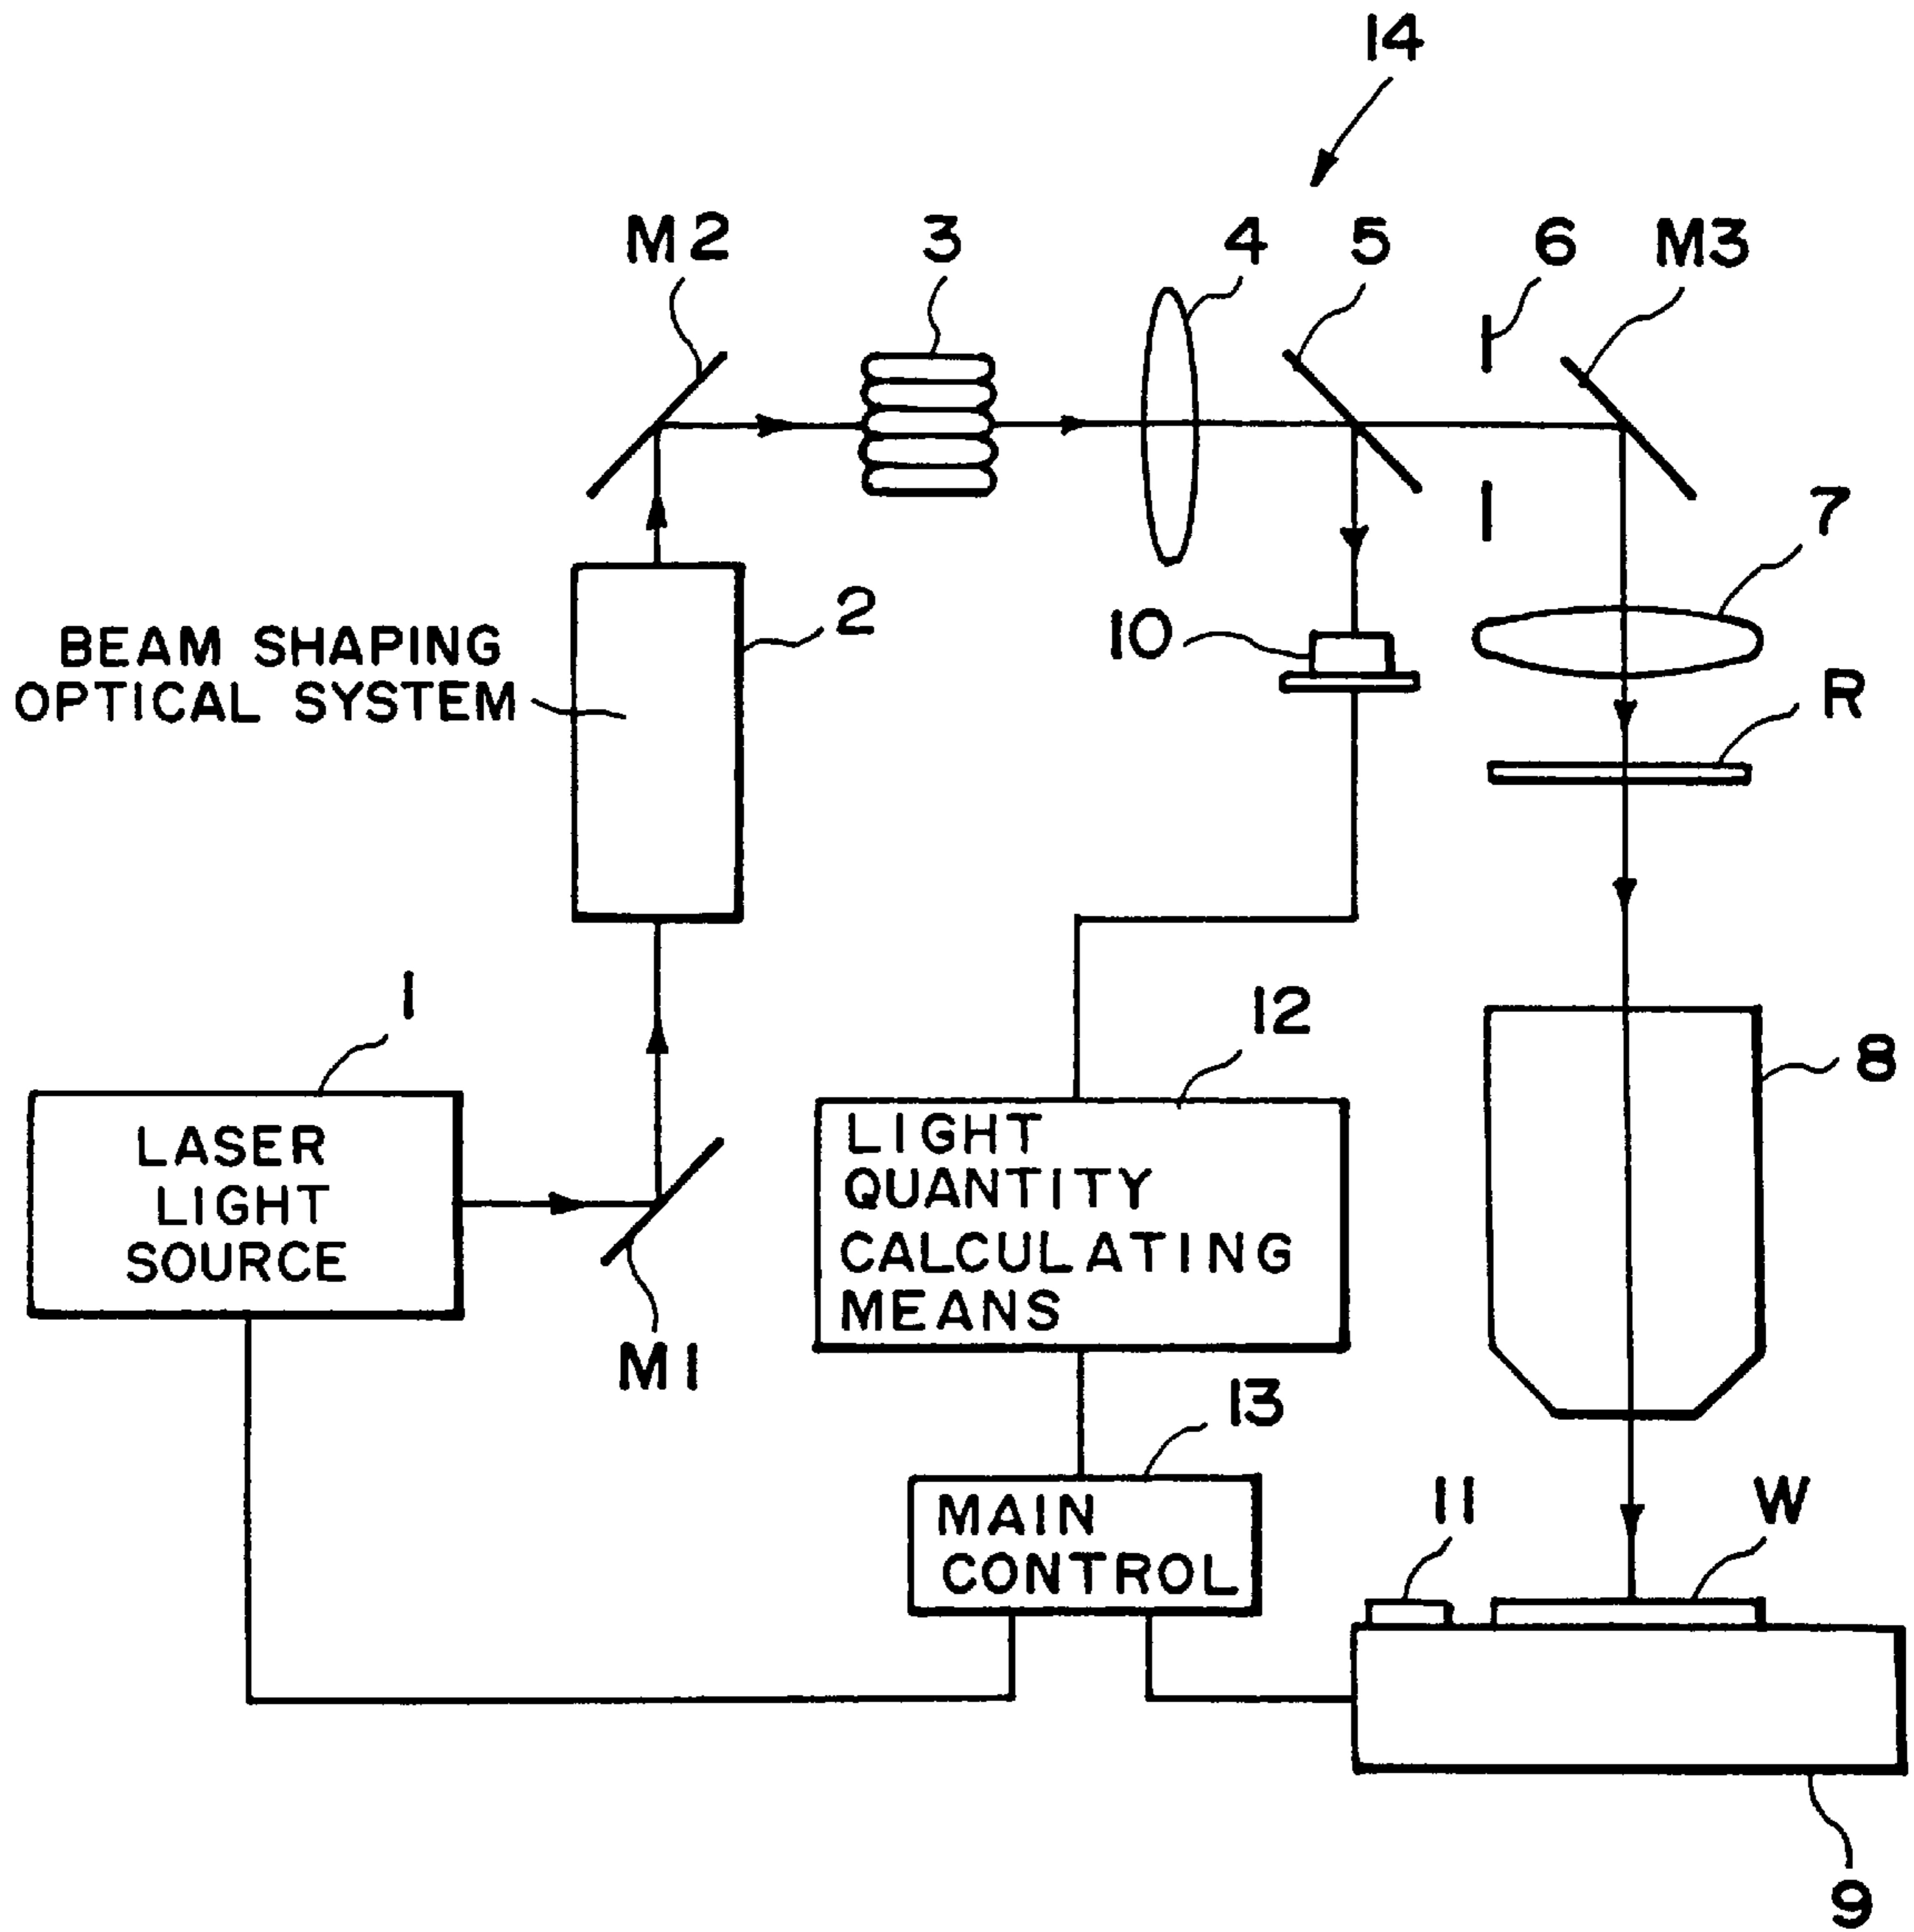 14
M2
3
4
5
6
M3
7
2
10
BEAM SHAPING
OPTICAL SYSTEM
R
1
12
8
LASER
LIGHT
SOURCE
LIGHT
QUANTITY
CALCULATING
MEANS
M1
13
11
W
MAIN
CONTROL
9